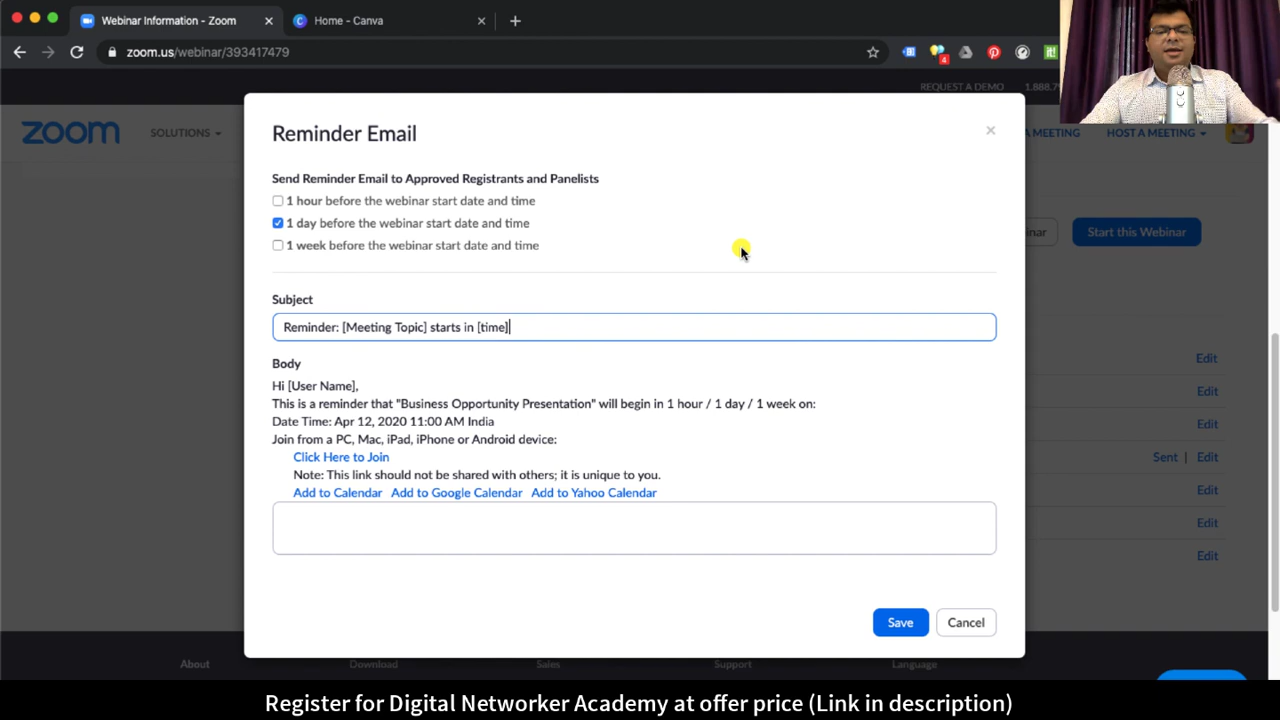 Webinar Information - Zoom
Home - Canva
zoom.us/webinar/393417479
4
it!
REQUEST A DEMO
1.888.7
zoom
SOLUTIONS
A MEETING
HOST A MEETING
Reminder Email
Send Reminder Email to Approved Registrants and Panelists
1 hour before the webinar start date and time
1 day before the webinar start date and time
1 week before the webinar start date and time
inar
Start this Webinar
Subject
Reminder: [Meeting Topic] starts in [time]
Body
Hi [User Name],
This is a reminder that "Business Opportunity Presentation" will begin in 1 hour / 1 day / 1 week on:
Date Time: Apr 12, 2020 11:00 AM India
Join from a PC, Mac, iPad, iPhone or Android device:
Click Here to Join
Note: This link should not be shared with others; it is unique to you.
Add to Calendar Add to Google Calendar Add to Yahoo Calendar
Edit
Edit
Edit
Sent | Edit
Edit
Edit
Edit
Save
Cancel
About
Download
Sales
Support
Language
Register for Digital Networker Academy at offer price (Link in description)